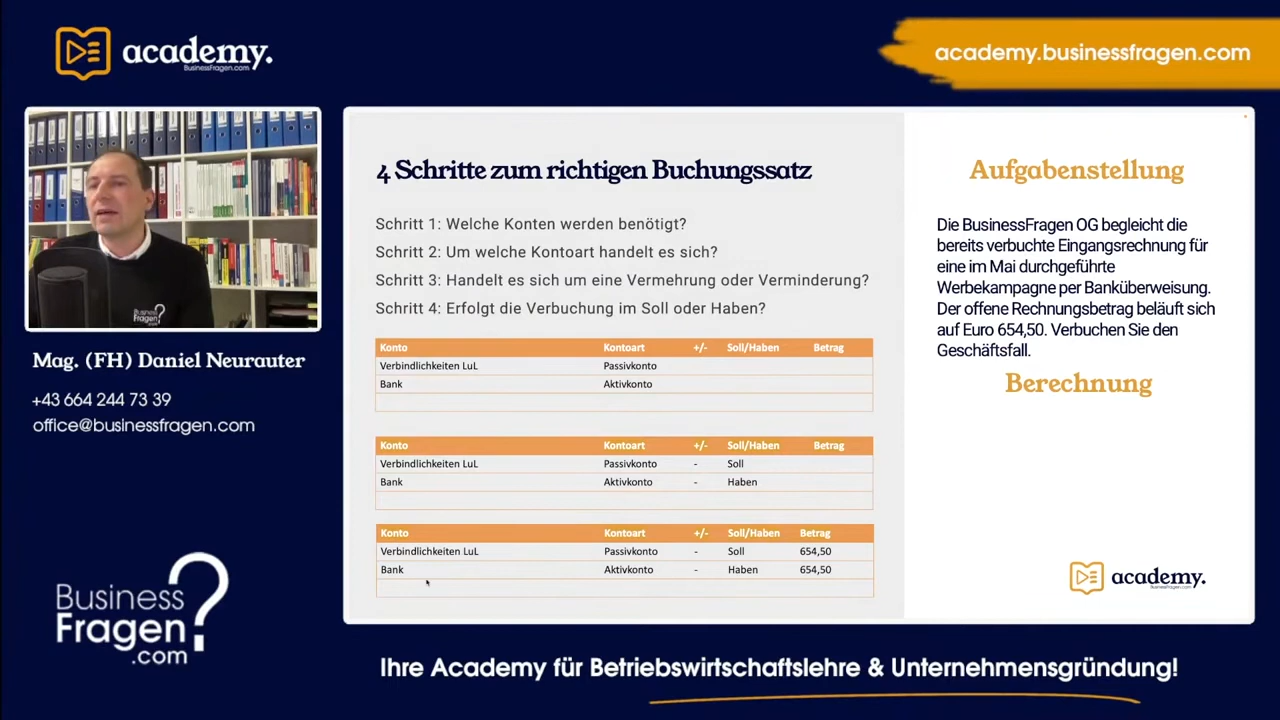 academy.
BusinessFragen.com
academy.businessfragen.com
Business
Fragen?
.com
Mag. (FH) Daniel Neurauter
+43 664 244 73 39
office@businessfragen.com
Business
Fragen?
.com
4 Schritte zum richtigen Buchungssatz
Schritt 1: Welche Konten werden benötigt?
Schritt 2: Um welche Kontoart handelt es sich?
Schritt 3: Handelt es sich um eine Vermehrung oder Verminderung?
Schritt 4: Erfolgt die Verbuchung im Soll oder Haben?
Konto Kontoart +/- Soll/Haben Betrag
Verbindlichkeiten LuL Passivkonto
Bank Aktivkonto
Konto Kontoart +/- Soll/Haben Betrag
Verbindlichkeiten LuL Passivkonto - Soll
Bank Aktivkonto - Haben
Konto Kontoart +/- Soll/Haben Betrag
Verbindlichkeiten LuL Passivkonto - Soll 654,50
Bank Aktivkonto - Haben 654,50
Aufgabenstellung
Die BusinessFragen OG begleicht die
bereits verbuchte Eingangsrechnung für
eine im Mai durchgeführte
Werbekampagne per Banküberweisung.
Der offene Rechnungsbetrag beläuft sich
auf Euro 654,50. Verbuchen Sie den
Geschäftsfall.
Berechnung
academy.
Ihre Academy für Betriebswirtschaftslehre & Unternehmensgründung!